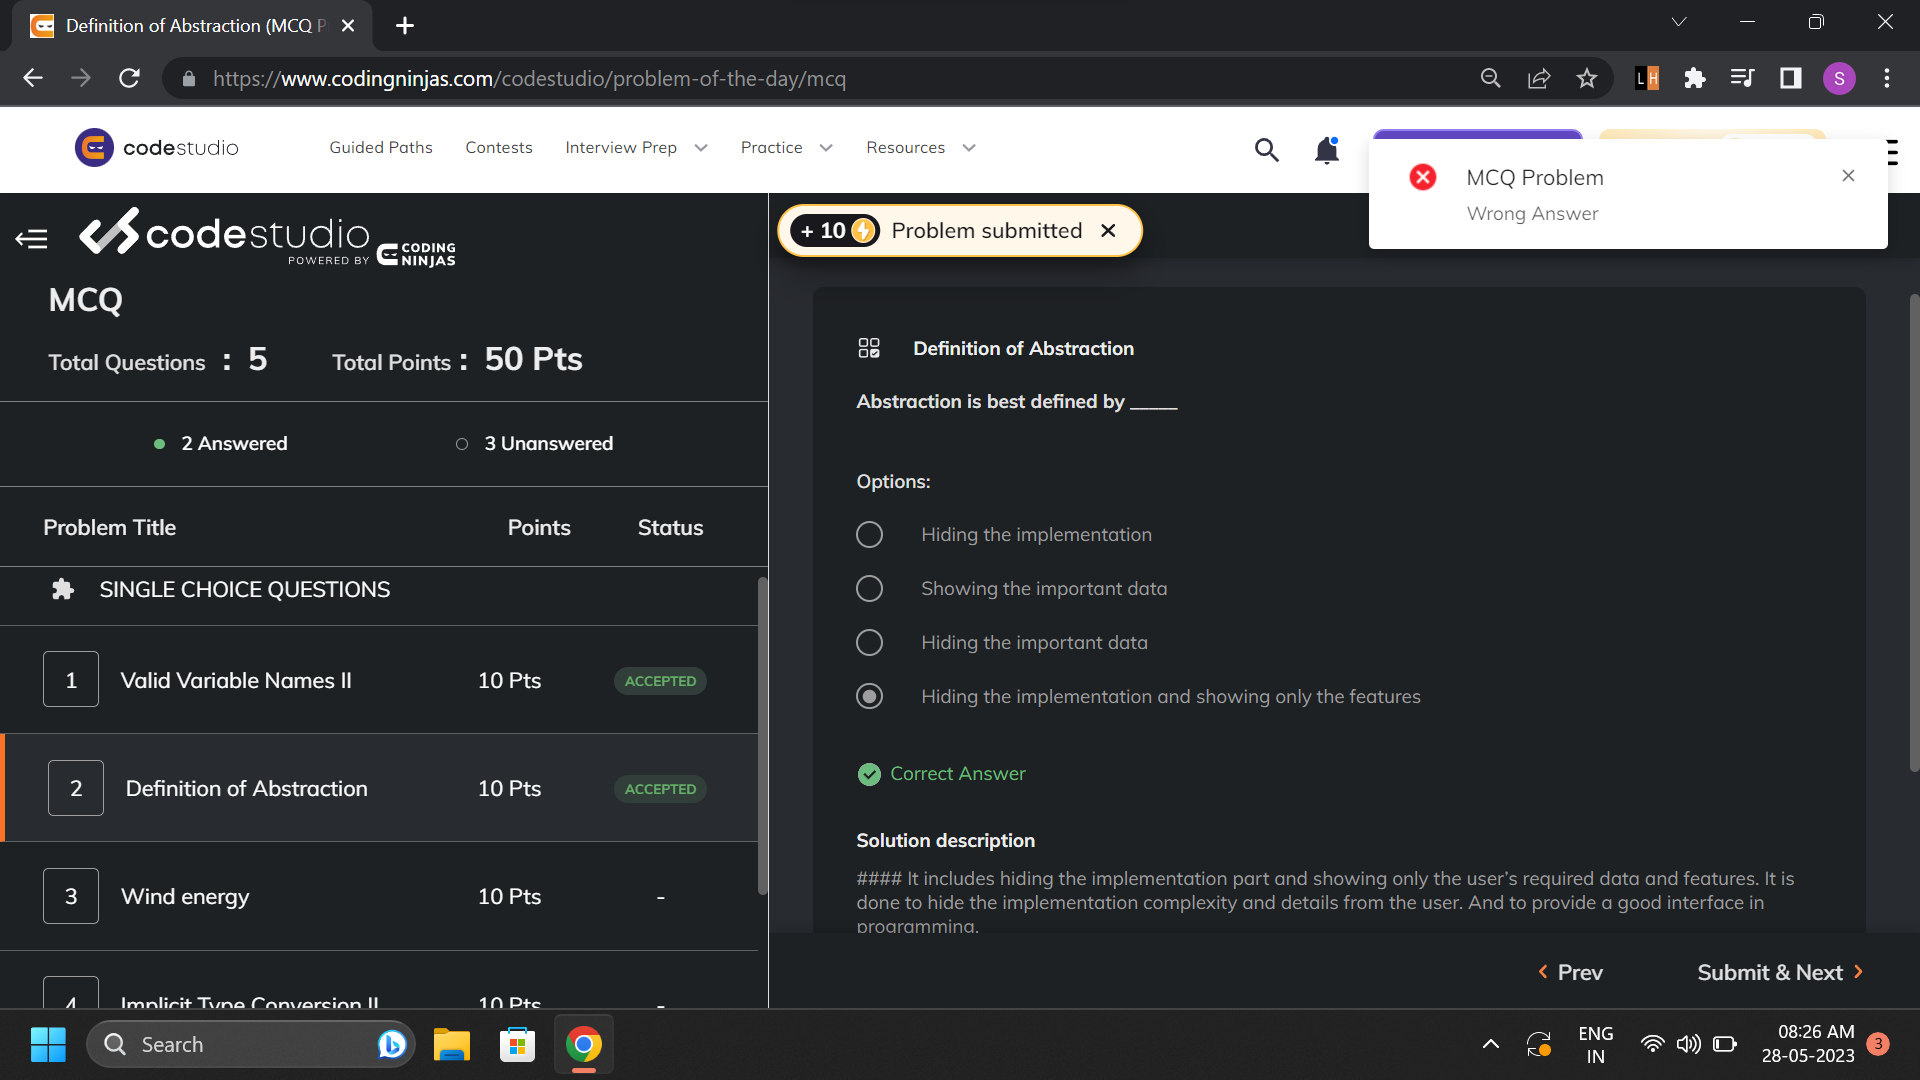 Definition of Abstraction (MCQ P
https://www.codingninjas.com/codestudio/problem-of-the-day/mcq
L H
S
codestudio
Guided Paths
Contests
Interview Prep
Practice
Resources
MCQ Problem
Wrong Answer
codestudio
POWERED BY CODING NINJAS
+ 10 Problem submitted
MCQ
Total Questions : 5
Total Points : 50 Pts
2 Answered
3 Unanswered
Problem Title Points Status
SINGLE CHOICE QUESTIONS
1 Valid Variable Names II 10 Pts ACCEPTED
2 Definition of Abstraction 10 Pts ACCEPTED
3 Wind energy 10 Pts -
4 Implicit Type Conversion II 10 Pts -
Definition of Abstraction
Abstraction is best defined by _____
Options:
Hiding the implementation
Showing the important data
Hiding the important data
Hiding the implementation and showing only the features
Correct Answer
Solution description
#### It includes hiding the implementation part and showing only the user's required data and features. It is
done to hide the implementation complexity and details from the user. And to provide a good interface in
programming.
Prev
Submit & Next
Search
ENG
IN
08:26 AM
28-05-2023
3